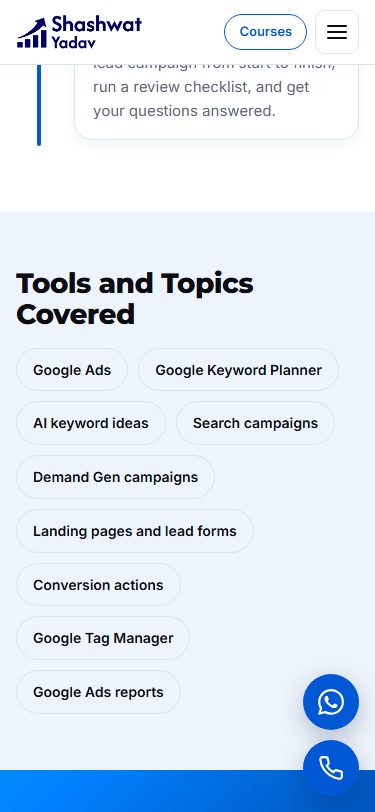 Shashwat
Yadav
Courses
lead campaign from start to finish,
run a review checklist, and get
your questions answered.
Tools and Topics
Covered
Google Ads
Google Keyword Planner
AI keyword ideas
Search campaigns
Demand Gen campaigns
Landing pages and lead forms
Conversion actions
Google Tag Manager
Google Ads reports